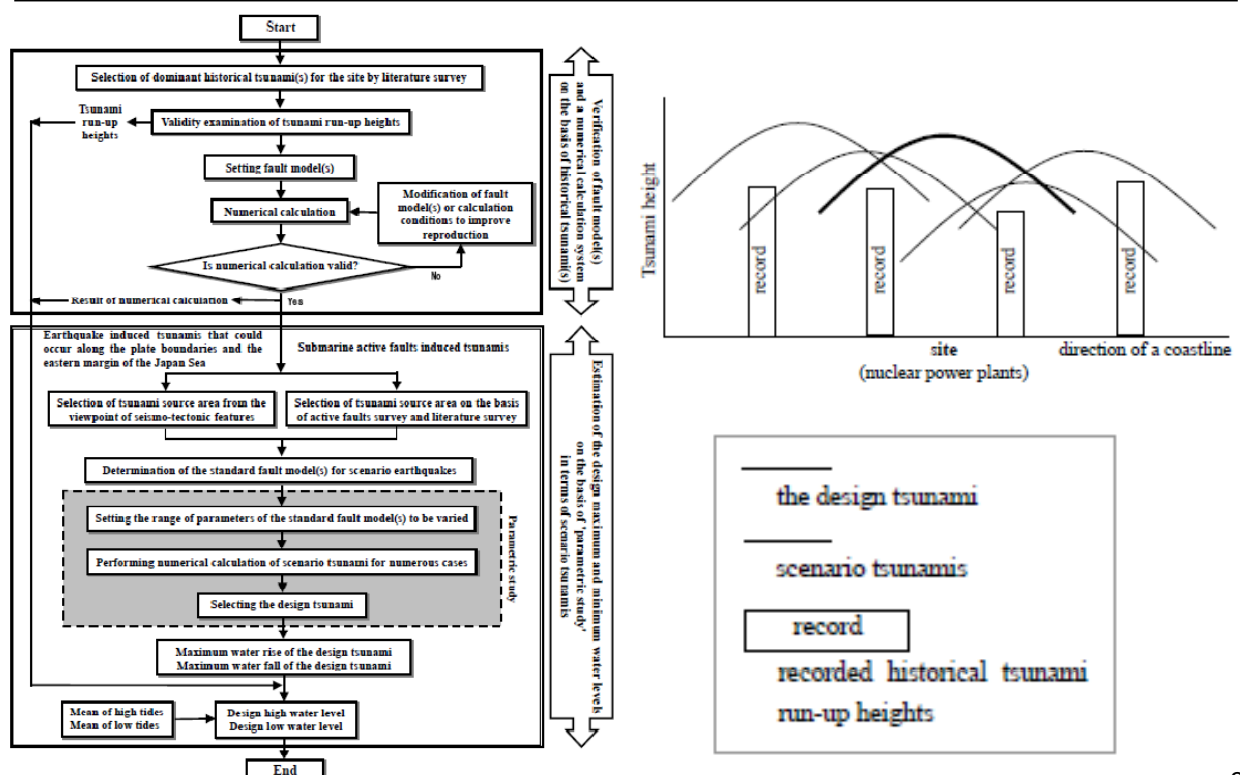 Start
Selection of dominant historical tsunami(s) for the site by literature survey
Tsunami
run-up
heights
Validity examination of tsunami run-up heights
Setting fault model(s)
Numerical calculation
Modification of fault
model(s) or calculation
conditions to improve
reproduction
Is numerical calculation valid?
No
Result of numerical calculation
Yes
Verification of fault model(s)
and a numerical calculation system
on the basis of historical tsunami(s)
Earthquake induced tsunamis that could
occur along the plate boundaries and the
eastern margin of the Japan Sea
Submarine active faults induced tsunamis
Selection of tsunami source area from the
viewpoint of seismo-tectonic features
Selection of tsunami source area on the basis
of active faults survey and literature survey
Determination of the standard fault model(s) for scenario earthquakes
Setting the range of parameters of the standard fault model(s) to be varied
Performing numerical calculation of scenario tsunami for numerous cases
Selecting the design tsunami
Parametric study
Maximum water rise of the design tsunami
Maximum water fall of the design tsunami
Mean of high tides
Mean of low tides
Design high water level
Design low water level
End
Estimation of the design maximum and minimum water levels
on the basis of 'parametric study'
in terms of scenario tsunamis
Tsunami height
record
record
record
record
site
(nuclear power plants)
direction of a coastline
the design tsunami
scenario tsunamis
record
recorded historical tsunami
run-up heights